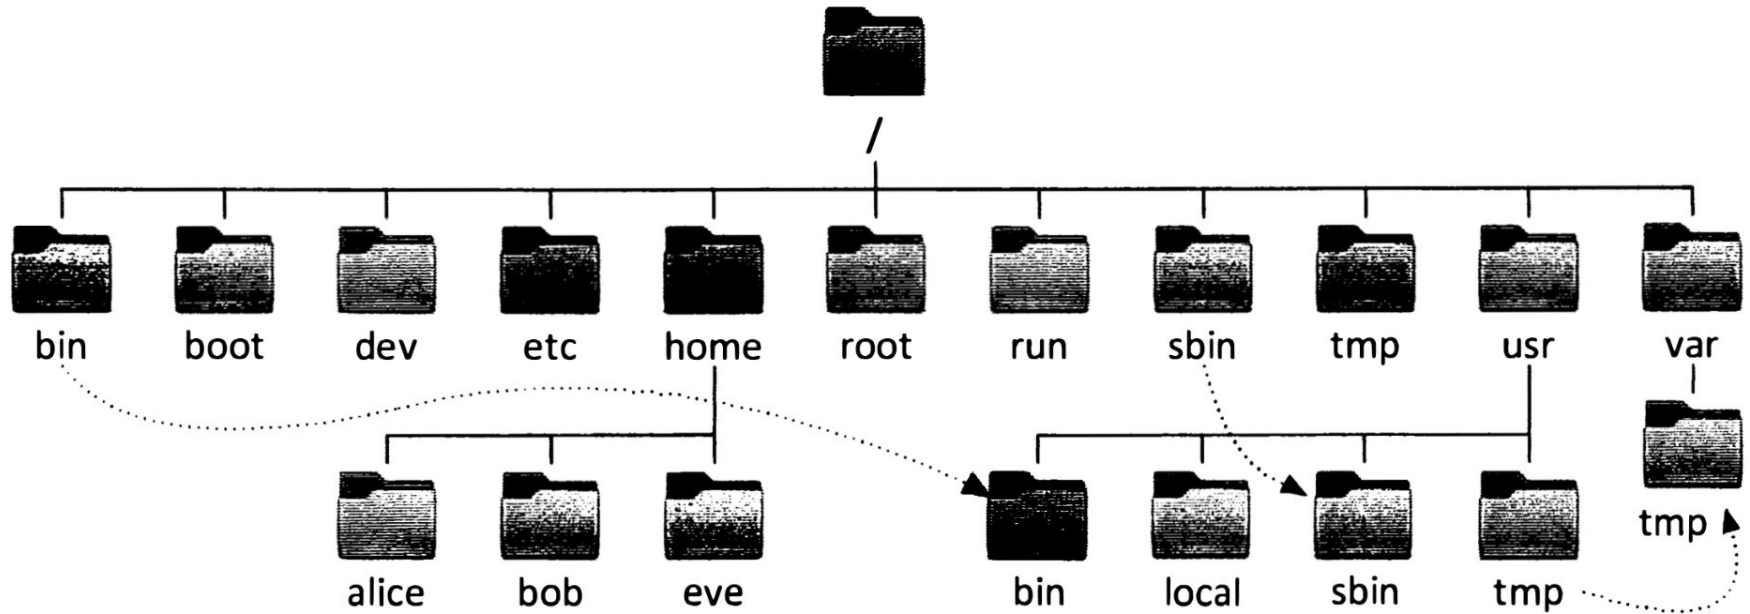 /
bin boot dev etc home root run sbin tmp usr var
tmp
alice bob eve bin local sbin tmp